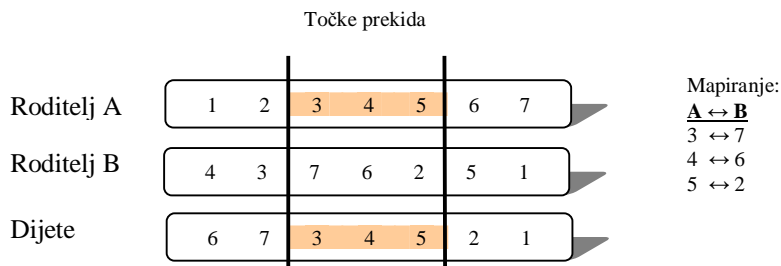 Točke prekida
Roditelj A 1 2 3 4 5 6 7
Roditelj B 4 3 7 6 2 5 1
Dijete 6 7 3 4 5 2 1
Mapiranje:
A ↔ B
3 ↔ 7
4 ↔ 6
5 ↔ 2